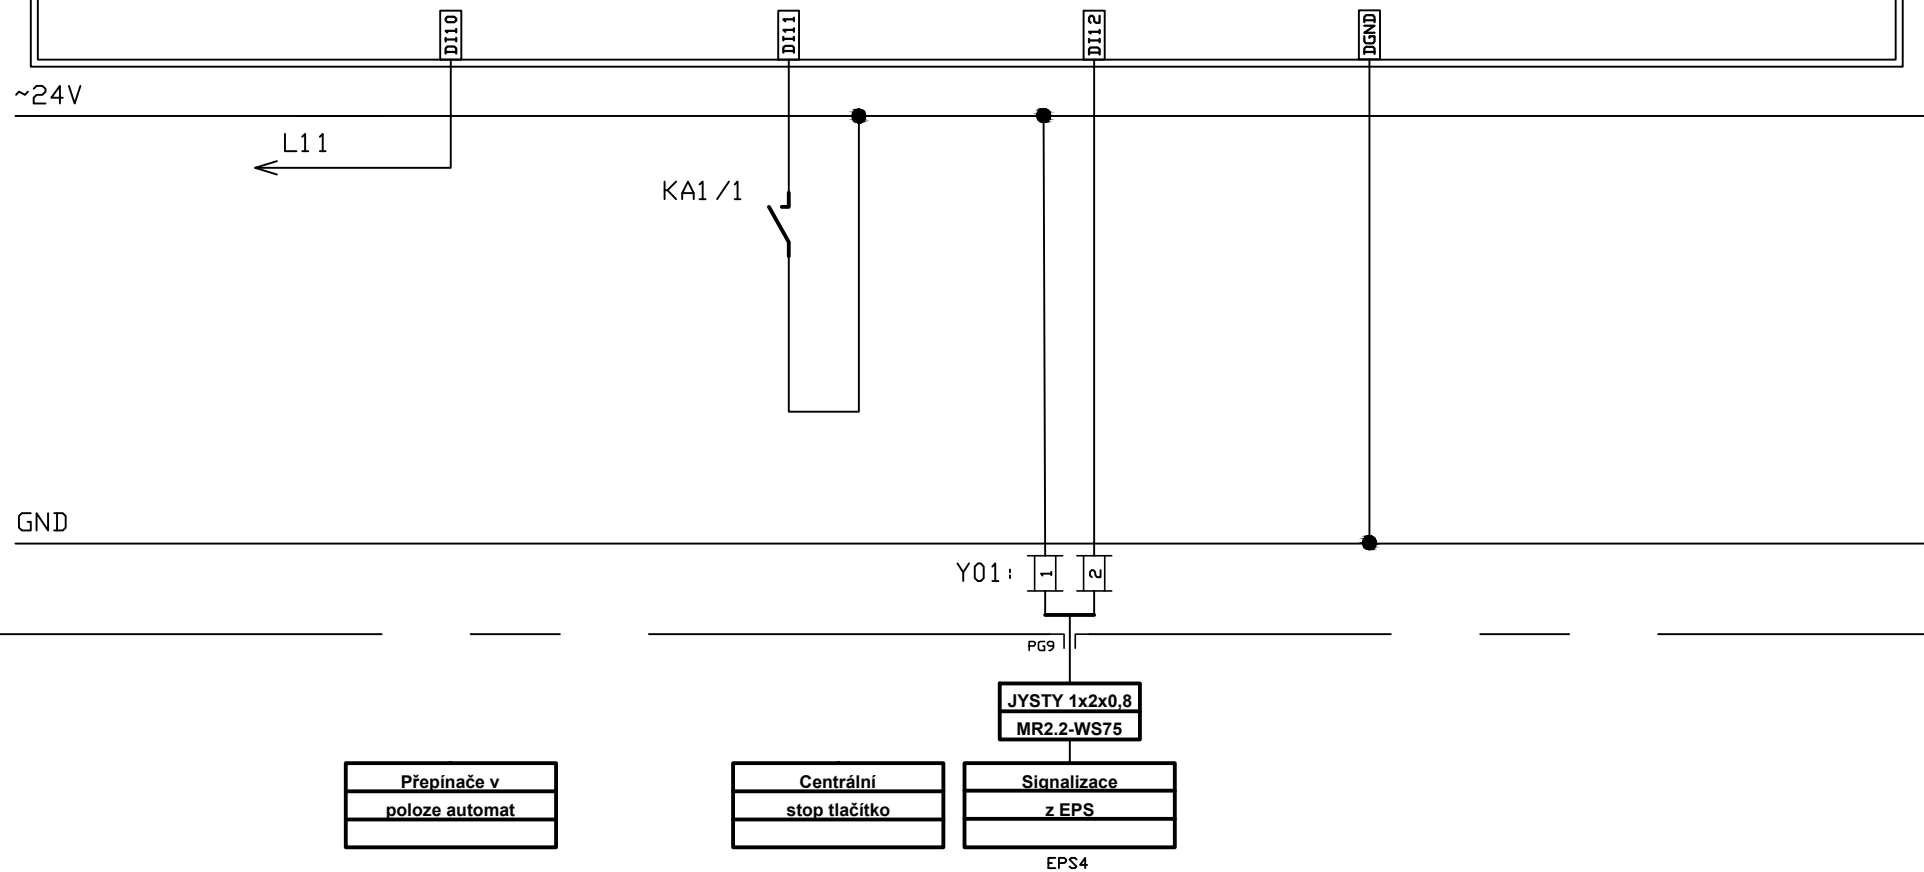 DI10
DI11
DI12
DGND
~24V
L11
KA1/1
GND
Y01:
1
2
PG9
JYSTY 1x2x0,8
MR2.2-WS75
Přepínače v
poloze automat
Centrální
stop tlačítko
Signalizace
z EPS
EPS4